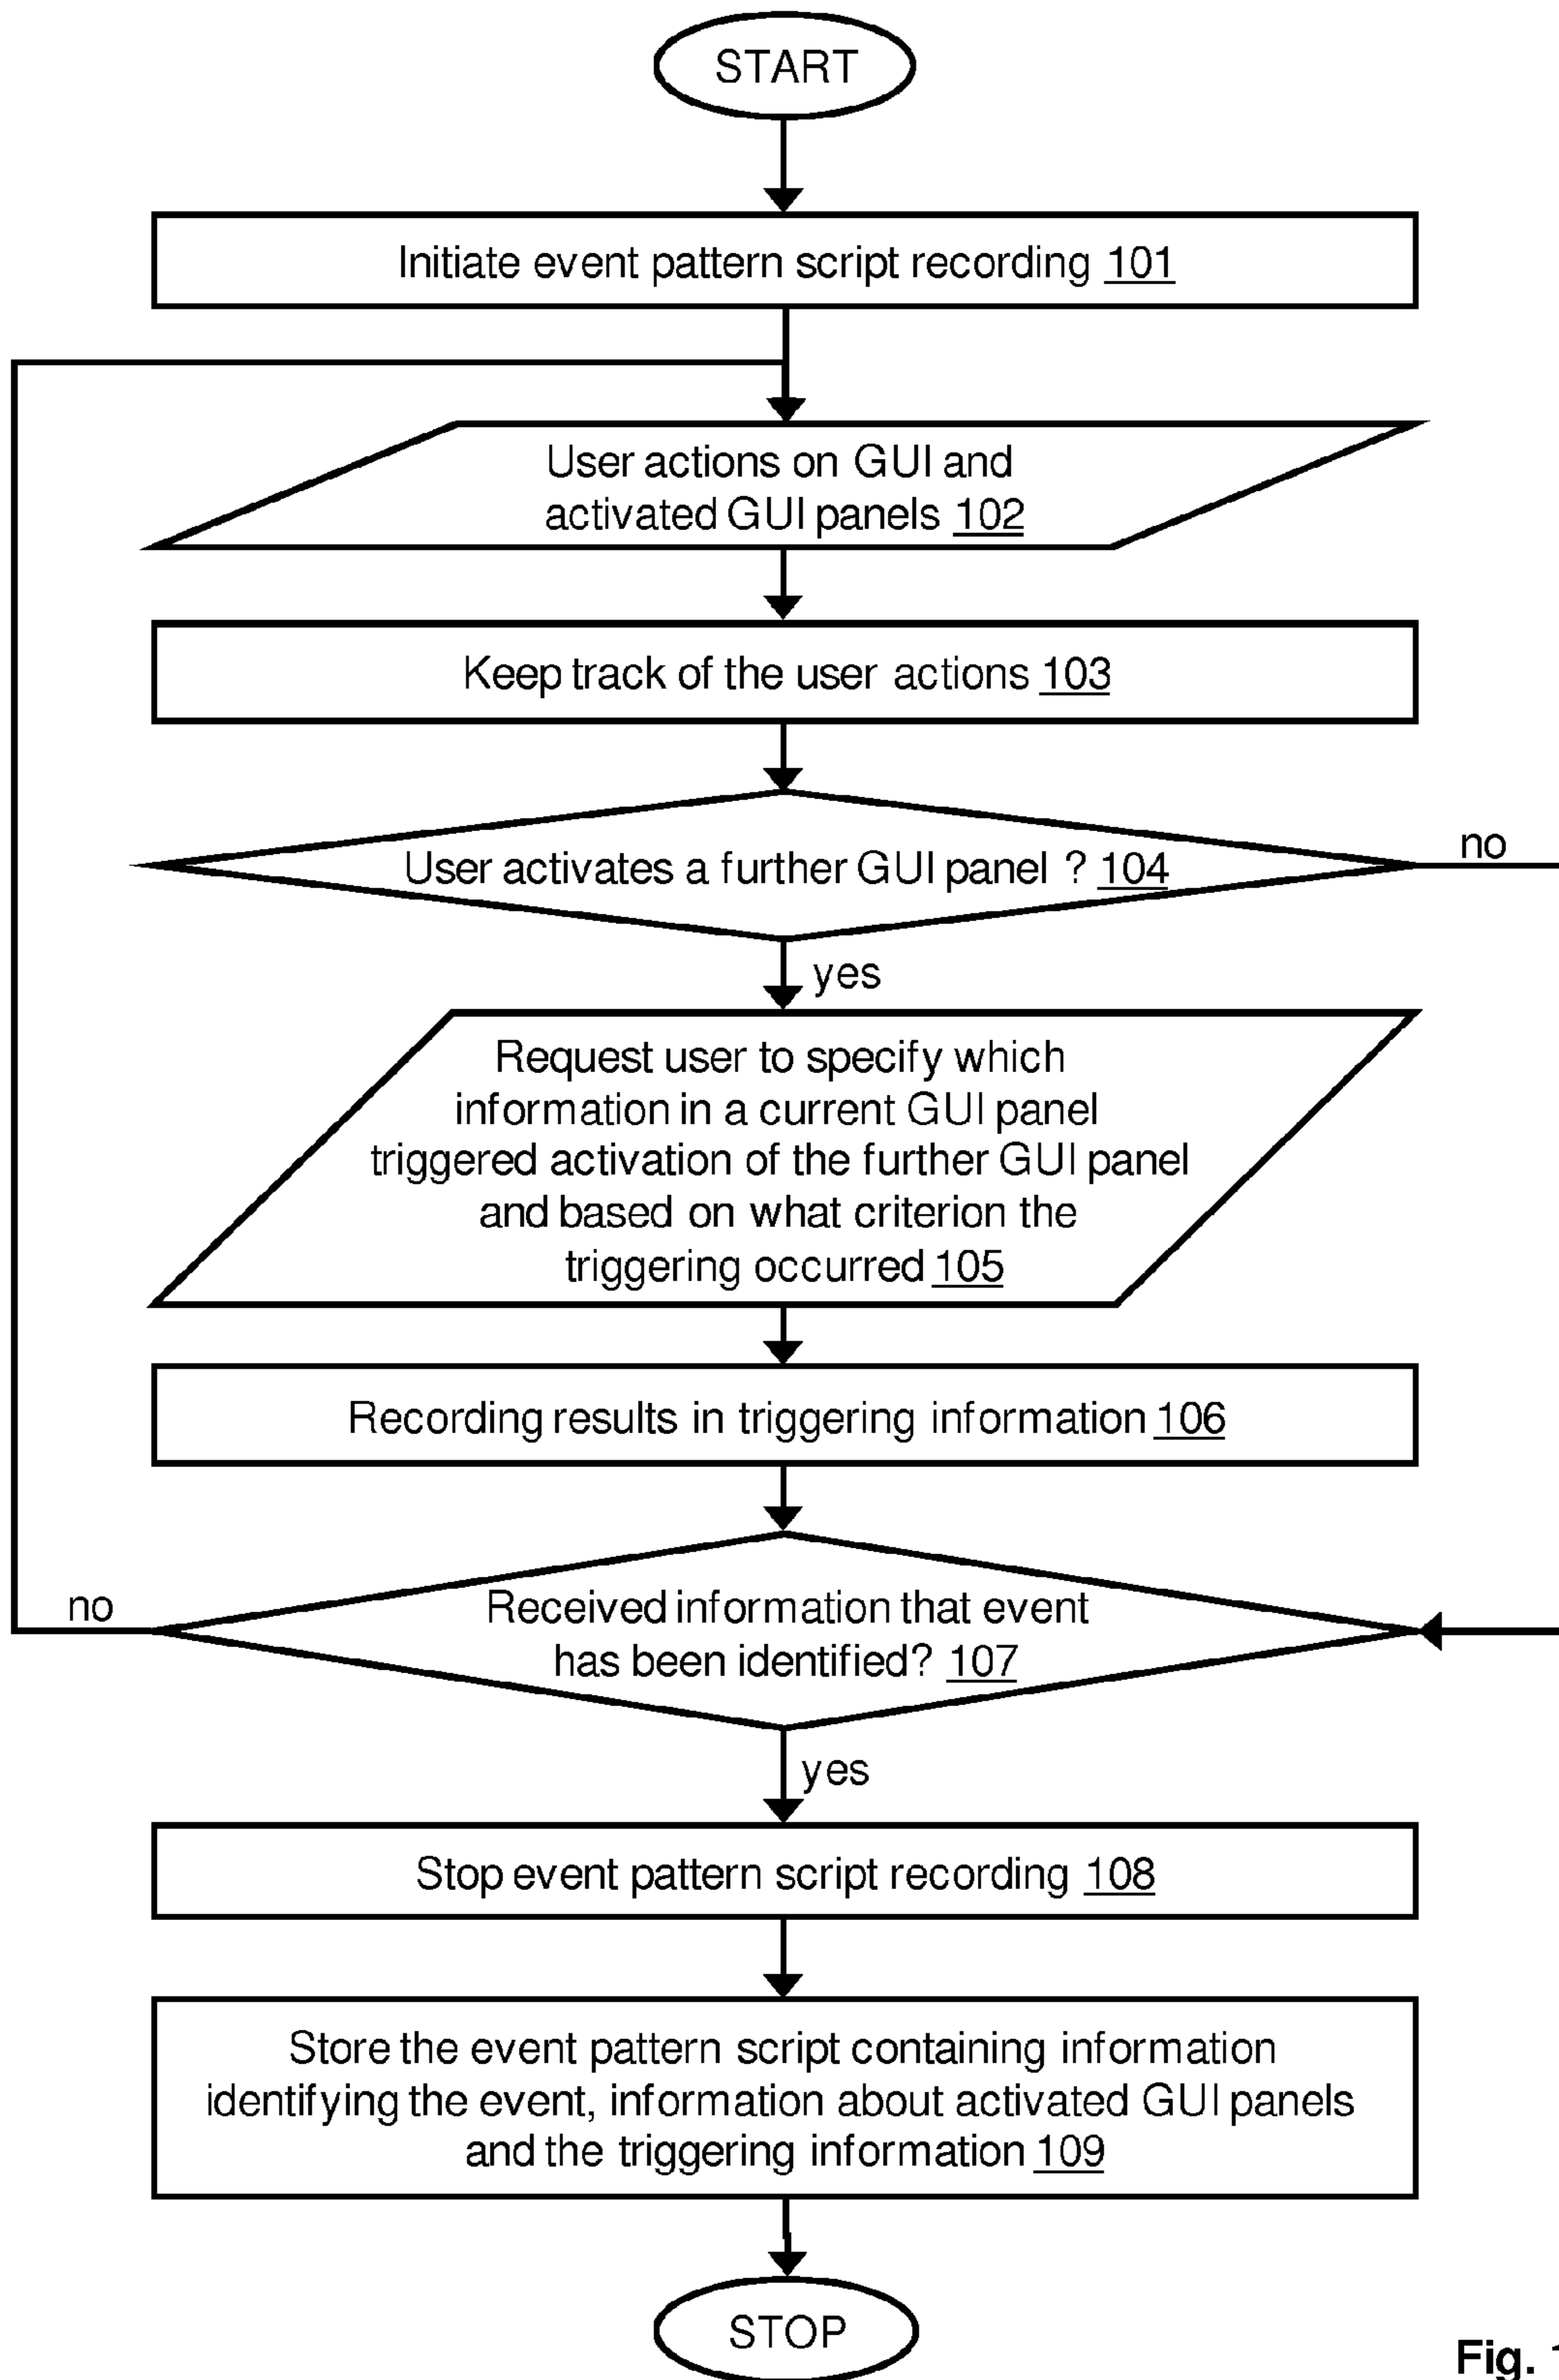 START
Initiate event pattern script recording 101
User actions on GUI and
activated GUI panels 102
Keep track of the user actions 103
User activates a further GUI panel ? 104
no
yes
Request user to specify which
information in a current GUI panel
triggered activation of the further GUI panel
and based on what criterion the
triggering occurred 105
Recording results in triggering information 106
Received information that event
has been identified? 107
no
yes
Stop event pattern script recording 108
Store the event pattern script containing information
identifying the event, information about activated GUI panels
and the triggering information 109
STOP
Fig.